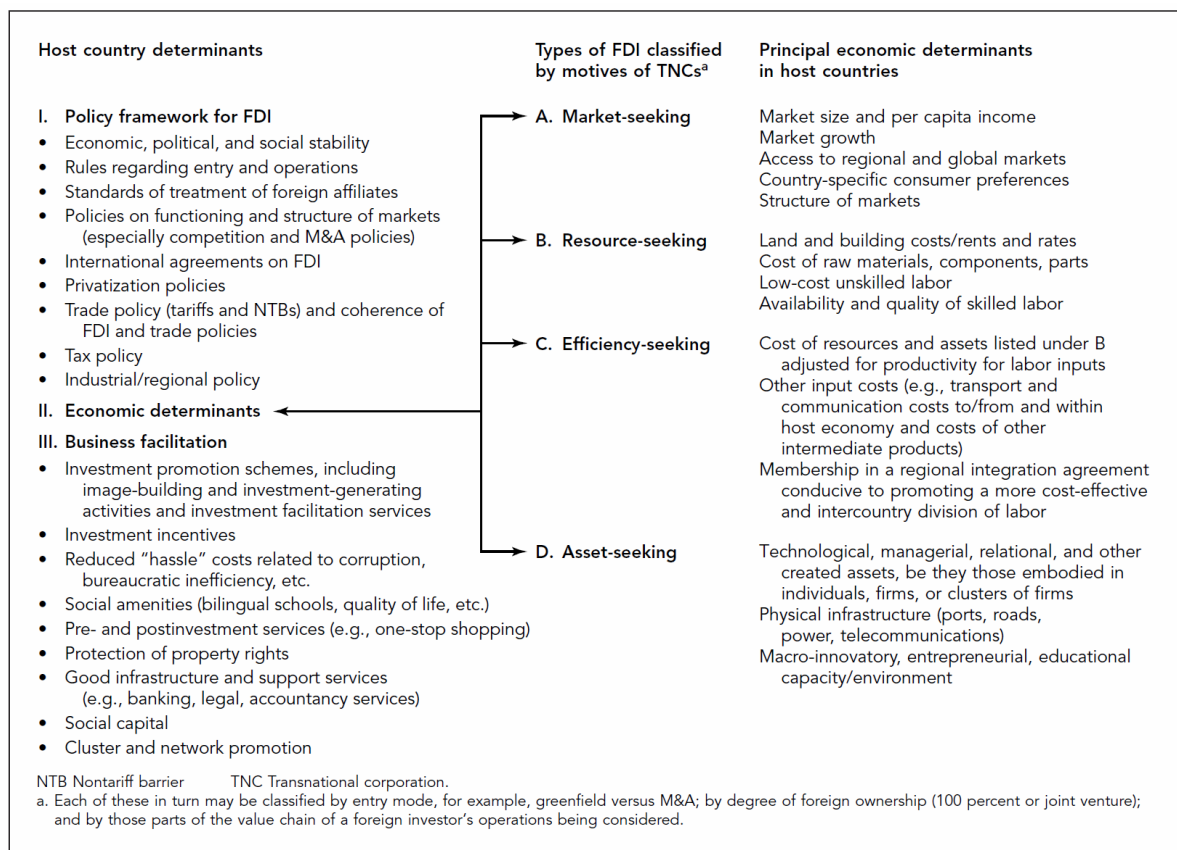 Host country determinants
I. Policy framework for FDI
• Economic, political, and social stability
• Rules regarding entry and operations
• Standards of treatment of foreign affiliates
• Policies on functioning and structure of markets
(especially competition and M&A policies)
• International agreements on FDI
• Privatization policies
• Trade policy (tariffs and NTBs) and coherence of
FDI and trade policies
• Tax policy
• Industrial/regional policy
II. Economic determinants
III. Business facilitation
• Investment promotion schemes, including
image-building and investment-generating
activities and investment facilitation services
• Investment incentives
• Reduced “hassle” costs related to corruption,
bureaucratic inefficiency, etc.
• Social amenities (bilingual schools, quality of life, etc.)
• Pre- and postinvestment services (e.g., one-stop shopping)
• Protection of property rights
• Good infrastructure and support services
(e.g., banking, legal, accountancy services)
• Social capital
• Cluster and network promotion
Types of FDI classified
by motives of TNCsa
A. Market-seeking
B. Resource-seeking
C. Efficiency-seeking
D. Asset-seeking
Principal economic determinants
in host countries
Market size and per capita income
Market growth
Access to regional and global markets
Country-specific consumer preferences
Structure of markets
Land and building costs/rents and rates
Cost of raw materials, components, parts
Low-cost unskilled labor
Availability and quality of skilled labor
Cost of resources and assets listed under B
adjusted for productivity for labor inputs
Other input costs (e.g., transport and
communication costs to/from and within
host economy and costs of other
intermediate products)
Membership in a regional integration agreement
conducive to promoting a more cost-effective
and intercountry division of labor
Technological, managerial, relational, and other
created assets, be they those embodied in
individuals, firms, or clusters of firms
Physical infrastructure (ports, roads,
power, telecommunications)
Macro-innovatory, entrepreneurial, educational
capacity/environment
NTB Nontariff barrier TNC Transnational corporation.
a. Each of these in turn may be classified by entry mode, for example, greenfield versus M&A; by degree of foreign ownership (100 percent or joint venture);
and by those parts of the value chain of a foreign investor’s operations being considered.